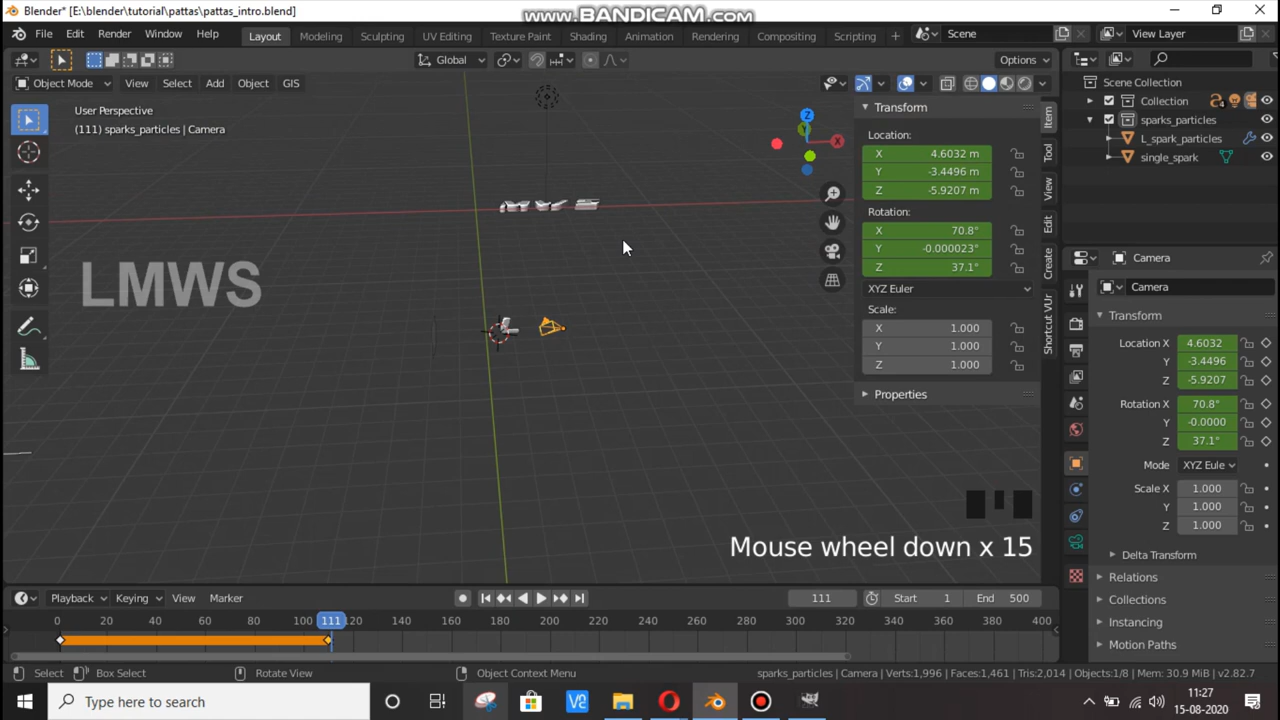 Blender* [E:\blender\tutorial\pattas\pattas_intro.blend]
www.BANDICAM.com
File Edit Render Window Help
Layout Modeling Sculpting UV Editing Texture Paint Shading Animation Rendering Compositing Scripting +
Scene
View Layer
Global
Options
Object Mode View Select Add Object GIS
User Perspective
(111) sparks_particles | Camera
LMWS
Z
Y
X
Transform
Location:
X 4.6032 m
Y -3.4496 m
Z -5.9207 m
Rotation:
X 70.8°
Y -0.000023°
Z 37.1°
XYZ Euler
Scale:
X 1.000
Y 1.000
Z 1.000
Properties
Item
Tool
View
Edit
Create
Shortcut VUr
Scene Collection
Collection
sparks_particles
L_spark_particles
single_spark
Camera
Camera
Transform
Location X 4.6032
Y -3.4496
Z -5.9207
Rotation X 70.8°
Y -0.0000
Z 37.1°
Mode XYZ Eule
Scale X 1.000
Y 1.000
Z 1.000
Delta Transform
Relations
Collections
Instancing
Motion Paths
Mouse wheel down x 15
Playback Keying View Marker
111
Start 1 End 500
0 20 40 60 80 100 111 120 140 160 180 200 220 240 260 280 300 320 340 360 380 400
Select Box Select Rotate View Object Context Menu
sparks_particles | Camera | Verts:1,996 | Faces:1,461 | Tris:2,014 | Objects:1/8 | Mem: 30.9 MiB | v2.82.7
Type here to search
11:27
15-08-2020